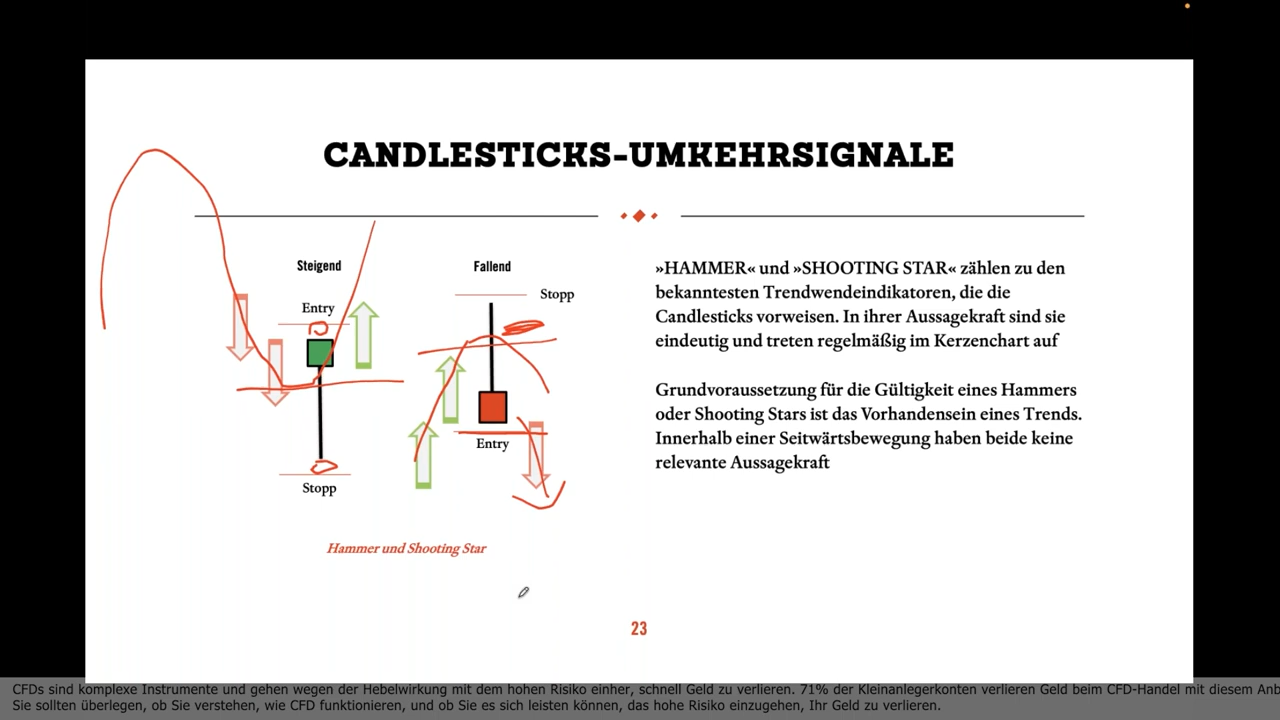 CANDLESTICKS-UMKEHRSIGNALE
Steigend
Fallend
Entry
Stopp
Entry
Stopp
Hammer und Shooting Star
»HAMMER« und »SHOOTING STAR« zählen zu den
bekanntesten Trendwendeindikatoren, die die
Candlesticks vorweisen. In ihrer Aussagekraft sind sie
eindeutig und treten regelmäßig im Kerzenchart auf
Grundvoraussetzung für die Gültigkeit eines Hammers
oder Shooting Stars ist das Vorhandensein eines Trends.
Innerhalb einer Seitwärtsbewegung haben beide keine
relevante Aussagekraft
23
CFDs sind komplexe Instrumente und gehen wegen der Hebelwirkung mit dem hohen Risiko einher, schnell Geld zu verlieren. 71% der Kleinanlegerkonten verlieren Geld beim CFD-Handel mit diesem Anb
Sie sollten überlegen, ob Sie verstehen, wie CFD funktionieren, und ob Sie es sich leisten können, das hohe Risiko einzugehen, Ihr Geld zu verlieren.